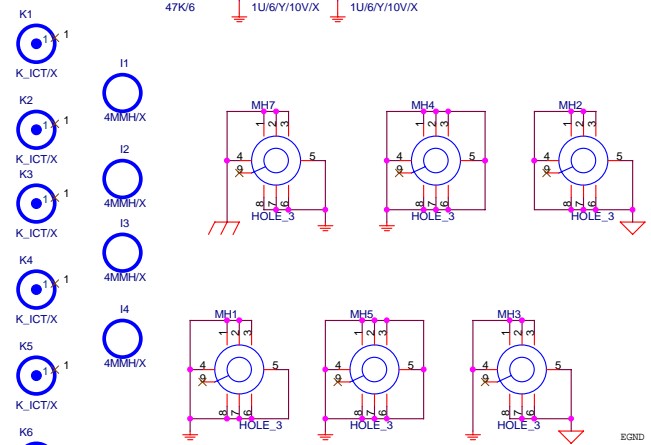 47K/6
1U/6/Y/10V/X
1U/6/Y/10V/X
K1
1
1
K_ICT/X
I1
4MMH/X
K2
1
1
K_ICT/X
I2
4MMH/X
K3
1
1
K_ICT/X
I3
4MMH/X
K4
1
1
K_ICT/X
I4
4MMH/X
K5
1
1
K_ICT/X
K6
MH7
1
2
3
4
5
9
8
7
6
HOLE_3
MH4
1
2
3
4
5
9
8
7
6
HOLE_3
MH2
1
2
3
4
5
9
8
7
6
HOLE_3
MH1
1
2
3
4
5
9
8
7
6
HOLE_3
MH5
1
2
3
4
5
9
8
7
6
HOLE_3
MH3
1
2
3
4
5
9
8
7
6
HOLE_3
EGND